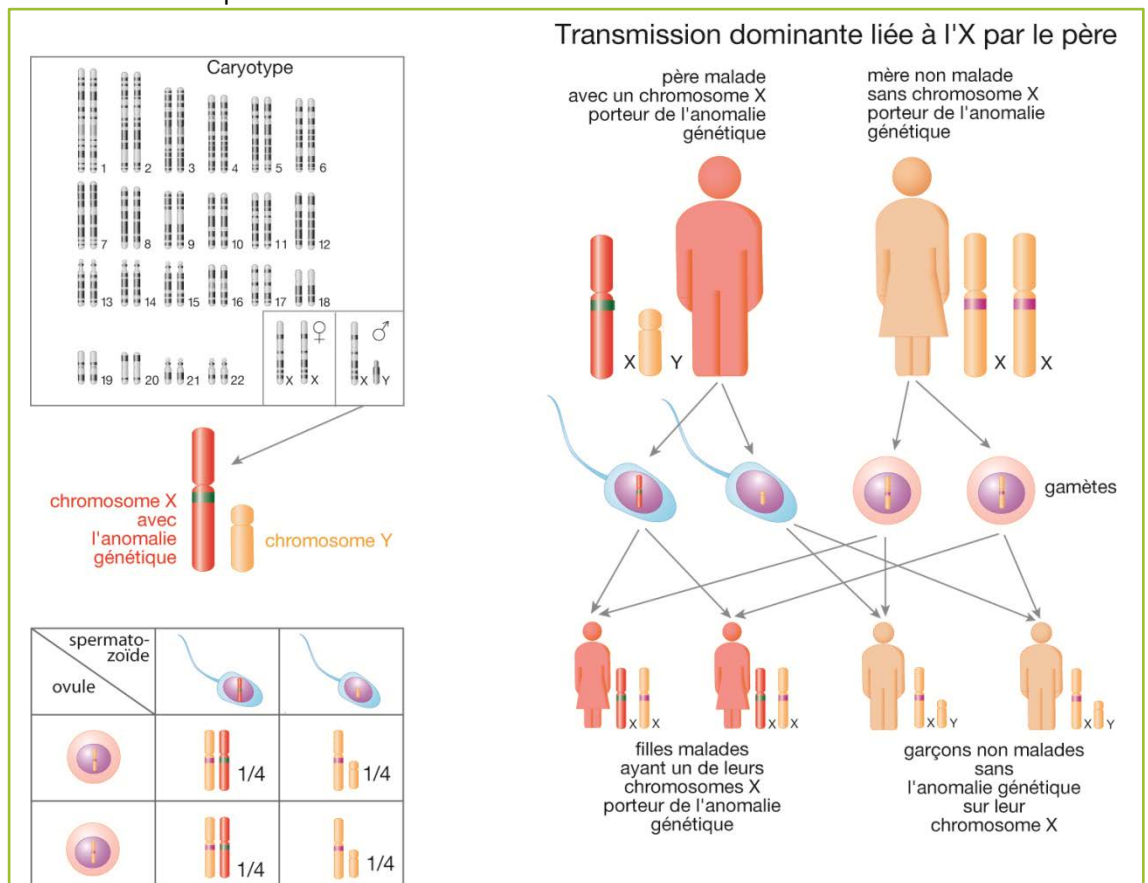 Transmission dominante liée à l'X par le père
Caryotype
1 2 3 4 5 6
7 8 9 10 11 12
13 14 15 16 17 18
19 20 21 22
♀
X X
♂
X Y
chromosome X
avec
l'anomalie
génétique
chromosome Y
spermato-
zoïde
ovule
1/4
1/4
1/4
1/4
père malade
avec un chromosome X
porteur de l'anomalie
génétique
mère non malade
sans chromosome X
porteur de l'anomalie
génétique
X Y
X X
gamètes
X X
X X
X Y
X Y
filles malades
ayant un de leurs
chromosomes X
porteur de l'anomalie
génétique
garçons non malades
sans
l'anomalie génétique
sur leur
chromosome X